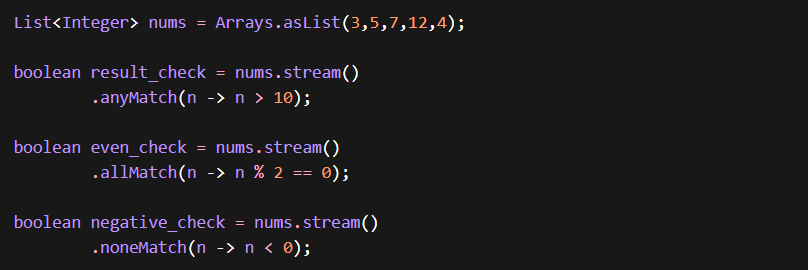 List<Integer> nums = Arrays.asList(3,5,7,12,4);
boolean result_check = nums.stream()
.anyMatch(n -> n > 10);
boolean even_check = nums.stream()
.allMatch(n -> n % 2 == 0);
boolean negative_check = nums.stream()
.noneMatch(n -> n < 0);